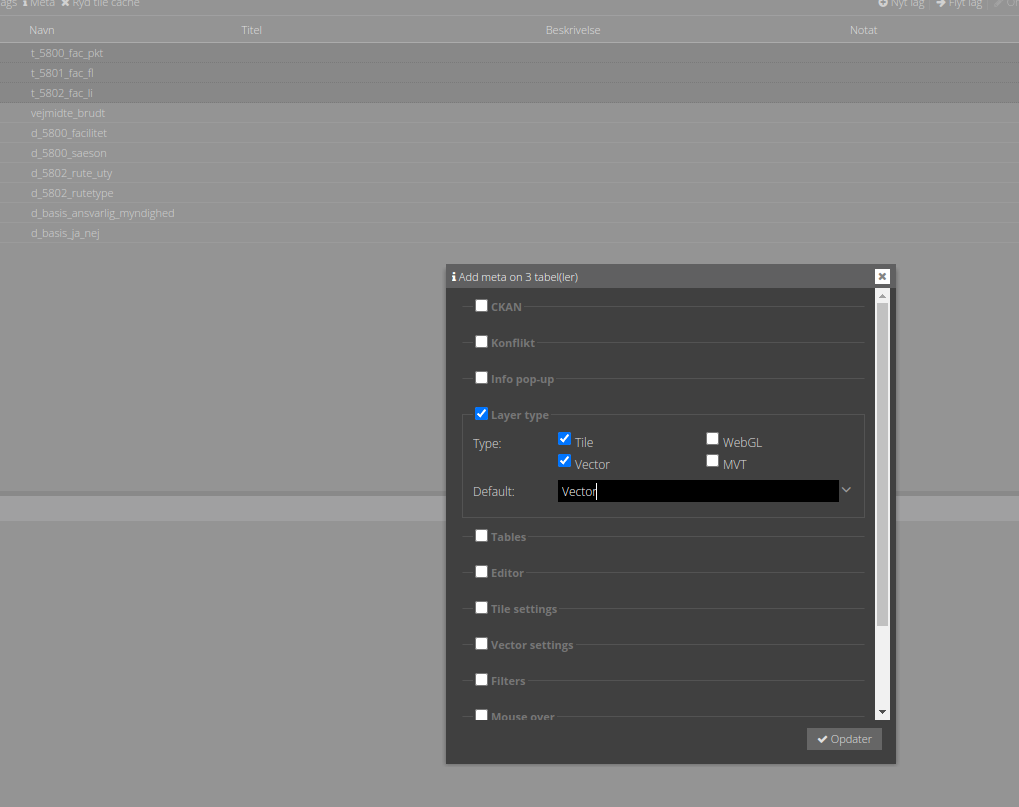 ags Meta Ryd tile cache Nyt lag Flyt lag
Navn Titel Beskrivelse Notat
t_5800_fac_pkt
t_5801_fac_fl
t_5802_fac_li
vejmidte_brudt
d_5800_facilitet
d_5800_saeson
d_5802_rute_uty
d_5802_rutetype
d_basis_ansvarlig_myndighed
d_basis_ja_nej
Add meta on 3 tabel(ler)
CKAN
Konflikt
Info pop-up
Layer type
Type: Tile WebGL
Vector MVT
Default: Vector
Tables
Editor
Tile settings
Vector settings
Filters
Mouse over
Opdater